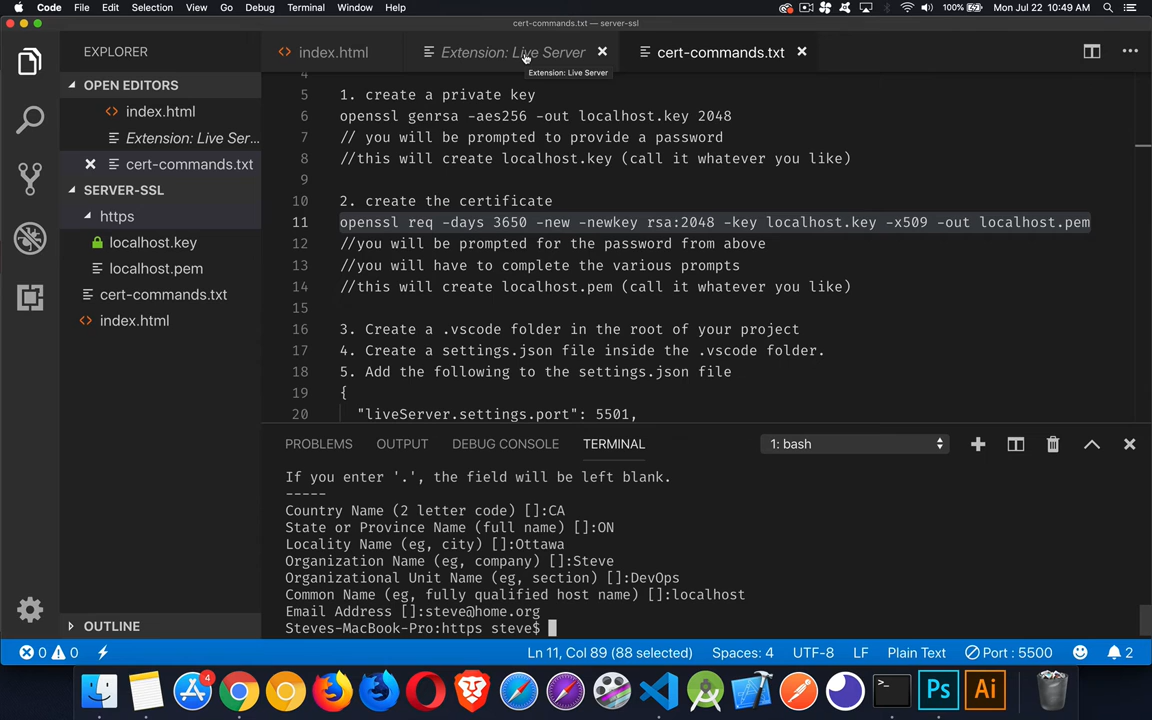 Code File Edit Selection View Go Debug Terminal Window Help 100% Mon Jul 22 10:49 AM
cert-commands.txt — server-ssl
EXPLORER
index.html
Extension: Live Server
cert-commands.txt
Extension: Live Server
OPEN EDITORS
index.html
Extension: Live Ser...
cert-commands.txt
SERVER-SSL
https
localhost.key
localhost.pem
cert-commands.txt
index.html
OUTLINE
4
5 1. create a private key
6 openssl genrsa -aes256 -out localhost.key 2048
7 // you will be prompted to provide a password
8 //this will create localhost.key (call it whatever you like)
9
10 2. create the certificate
11 openssl req -days 3650 -new -newkey rsa:2048 -key localhost.key -x509 -out localhost.pem
12 //you will be prompted for the password from above
13 //you will have to complete the various prompts
14 //this will create localhost.pem (call it whatever you like)
15
16 3. Create a .vscode folder in the root of your project
17 4. Create a settings.json file inside the .vscode folder.
18 5. Add the following to the settings.json file
19 {
20 "liveServer.settings.port": 5501,
PROBLEMS OUTPUT DEBUG CONSOLE TERMINAL 1: bash
If you enter '.', the field will be left blank.
-----
Country Name (2 letter code) []:CA
State or Province Name (full name) []:ON
Locality Name (eg, city) []:Ottawa
Organization Name (eg, company) []:Steve
Organizational Unit Name (eg, section) []:DevOps
Common Name (eg, fully qualified host name) []:localhost
Email Address []:steve@home.org
Steves-MacBook-Pro:https steve$
0 0 Ln 11, Col 89 (88 selected) Spaces: 4 UTF-8 LF Plain Text Port : 5500 2
4
Ps Ai